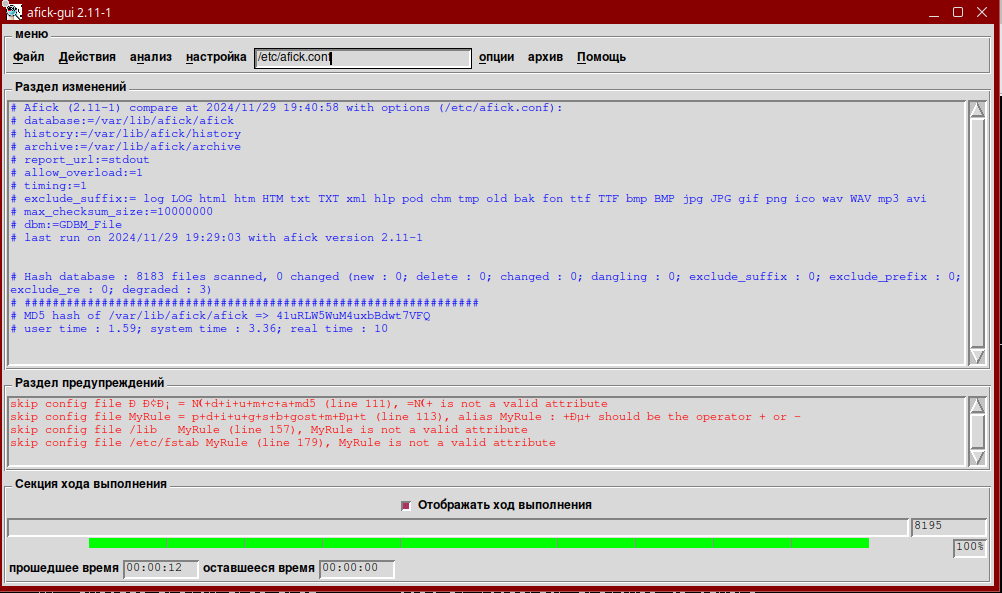 afick-gui 2.11-1
меню
Файл Действия анализ настройка /etc/afick.conf опции архив Помощь
Раздел изменений
# Afick (2.11-1) compare at 2024/11/29 19:40:58 with options (/etc/afick.conf):
# database:=/var/lib/afick/afick
# history:=/var/lib/afick/history
# archive:=/var/lib/afick/archive
# report_url:=stdout
# allow_overload:=1
# timing:=1
# exclude_suffix:= log LOG html htm HTM txt TXT xml hlp pod chm tmp old bak fon ttf TTF bmp BMP jpg JPG gif png ico wav WAV mp3 avi
# max_checksum_size:=10000000
# dbm:=GDBM_File
# last run on 2024/11/29 19:29:03 with afick version 2.11-1
# Hash database : 8183 files scanned, 0 changed (new : 0; delete : 0; changed : 0; dangling : 0; exclude_suffix : 0; exclude_prefix : 0;
exclude_re : 0; degraded : 3)
# #################################################################
# MD5 hash of /var/lib/afick/afick => 41uRLW5WuM4uxbBdwt7VFQ
# user time : 1.59; system time : 3.36; real time : 10
Раздел предупреждений
skip config file = +d+i+u+m+c+a+md5 (line 111), is not a valid attribute
skip config file MyRule = p+d+i+u+g+s+b+gost+m+Ðµ+t (line 113), alias MyRule : +Ðµ+ should be the operator + or -
skip config file /lib MyRule (line 157), MyRule is not a valid attribute
skip config file /etc/fstab MyRule (line 179), MyRule is not a valid attribute
Секция хода выполнения
Отображать ход выполнения
8195
100%
прошедшее время 00:00:12 оставшееся время 00:00:00